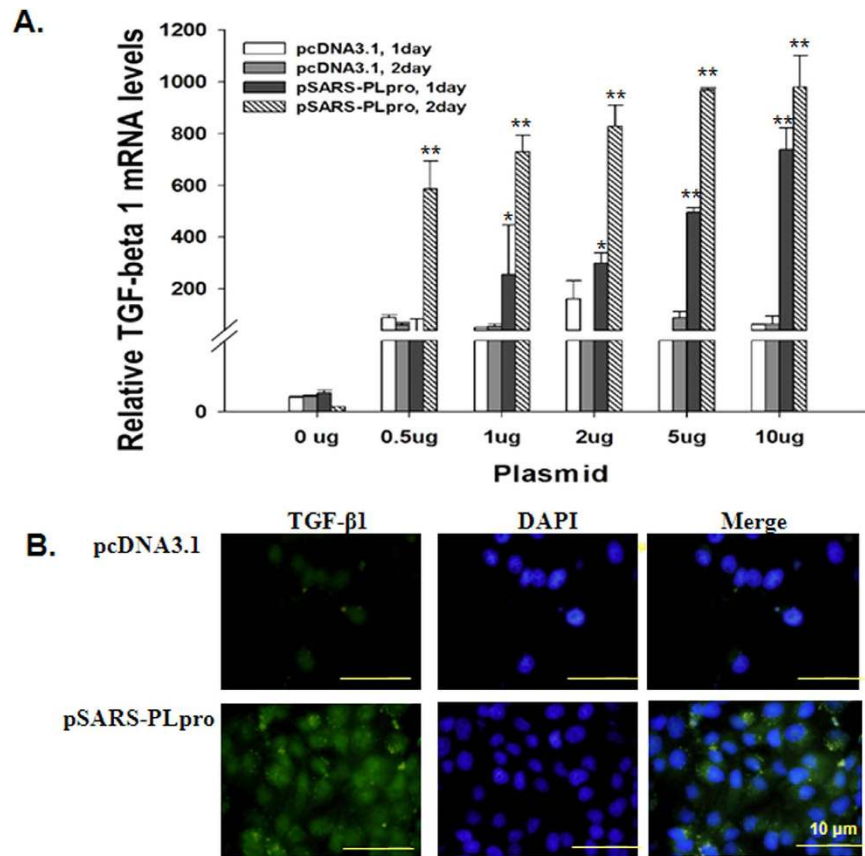 A.
Relative TGF-beta 1 mRNA levels
1200
1000
800
600
400
200
0
pcDNA3.1, 1day
pcDNA3.1, 2day
pSARS-PLpro, 1day
pSARS-PLpro, 2day
**
**
**
**
**
*
*
**
**
0 ug
0.5ug
1ug
2ug
5ug
10ug
Plasmid
B.
TGF-β1
DAPI
Merge
pcDNA3.1
pSARS-PLpro
10 µm